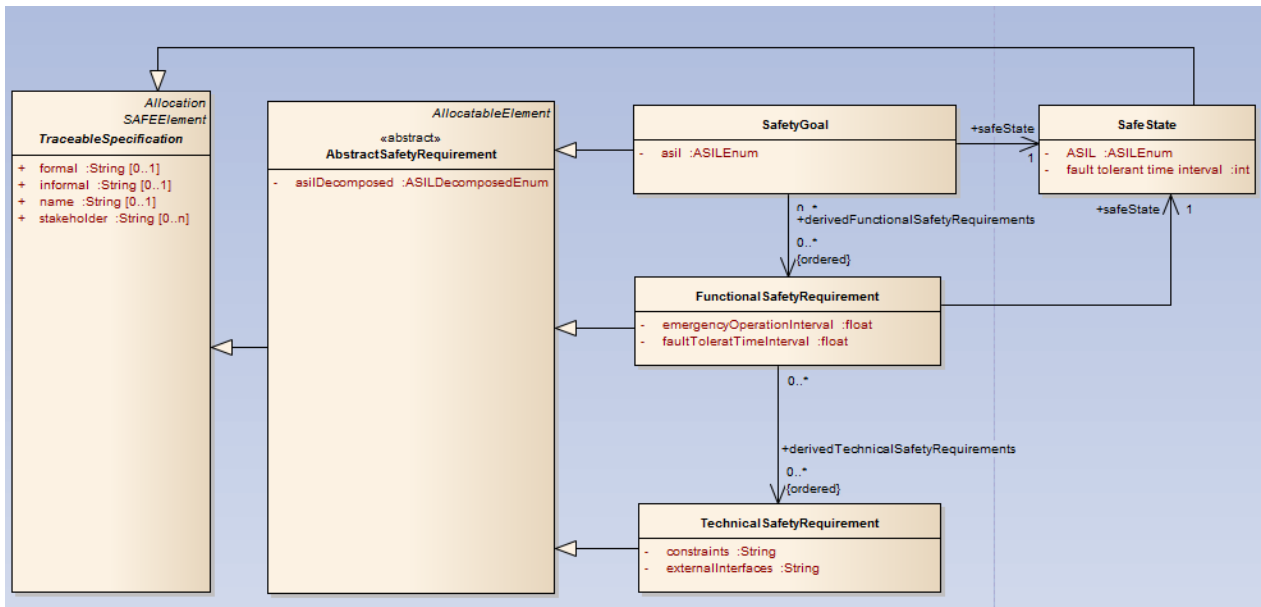 Allocation
SAFEElement
TraceableSpecification
+ formal :String [0..1]
+ informal :String [0..1]
+ name :String [0..1]
+ stakeholder :String [0..n]
AllocatableElement
«abstract»
AbstractSafetyRequirement
- asilDecomposed :ASILDecomposedEnum
SafetyGoal
- asil :ASILEnum
+safeState
1
SafeState
- ASIL :ASILEnum
- fault tolerant time interval :int
+safeState
1
0..*
+derivedFunctionalSafetyRequirements
0..*
{ordered}
FunctionalSafetyRequirement
- emergencyOperationInterval :float
- faultToleratTimeInterval :float
0..*
+derivedTechnicalSafetyRequirements
0..*
{ordered}
TechnicalSafetyRequirement
- constraints :String
- externalInterfaces :String